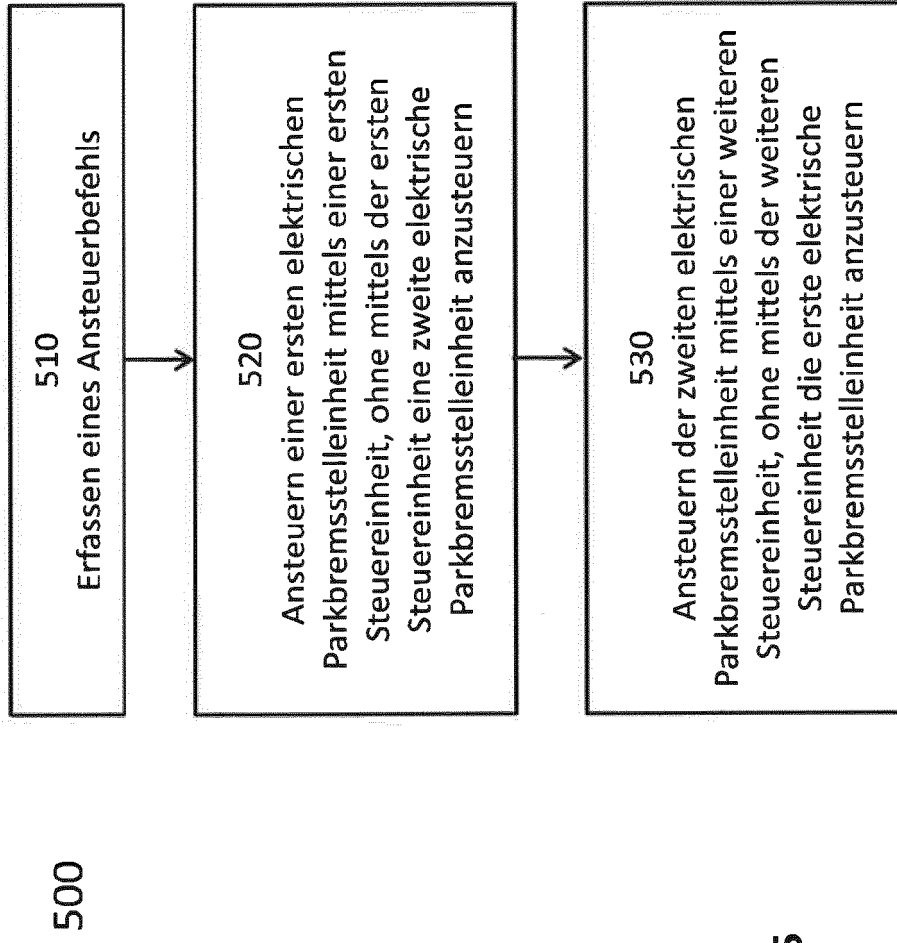 500
510
Erfassen eines Ansteuerbefehls
520
Ansteuern einer ersten elektrischen
Parkbremsstelleinheit mittels einer ersten
Steuereinheit, ohne mittels der ersten
Steuereinheit eine zweite elektrische
Parkbremsstelleinheit anzusteuern
530
Ansteuern der zweiten elektrischen
Parkbremsstelleinheit mittels einer weiteren
Steuereinheit, ohne mittels der weiteren
Steuereinheit die erste elektrische
Parkbremsstelleinheit anzusteuern